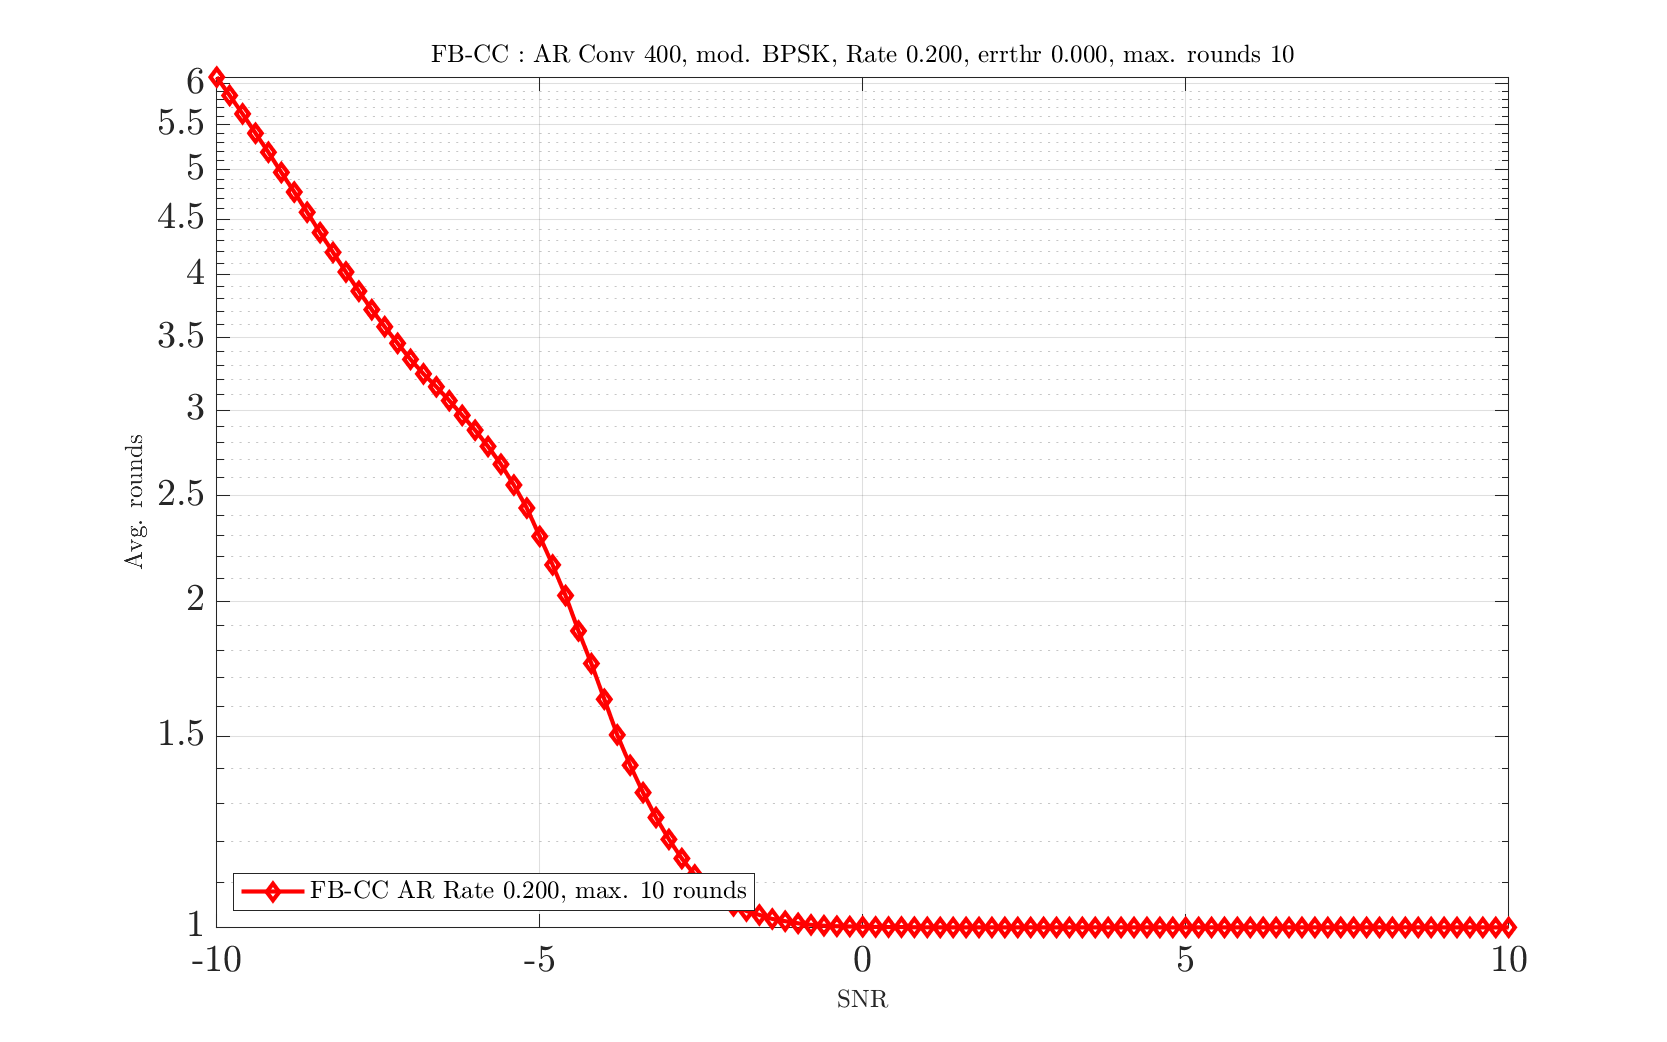 FB-CC : AR Conv 400, mod. BPSK, Rate 0.200, errthr 0.000, max. rounds 10
6
5.5
5
4.5
4
3.5
3
2.5
2
1.5
1
Avg. rounds
FB-CC AR Rate 0.200, max. 10 rounds
-10 -5 0 5 10
SNR